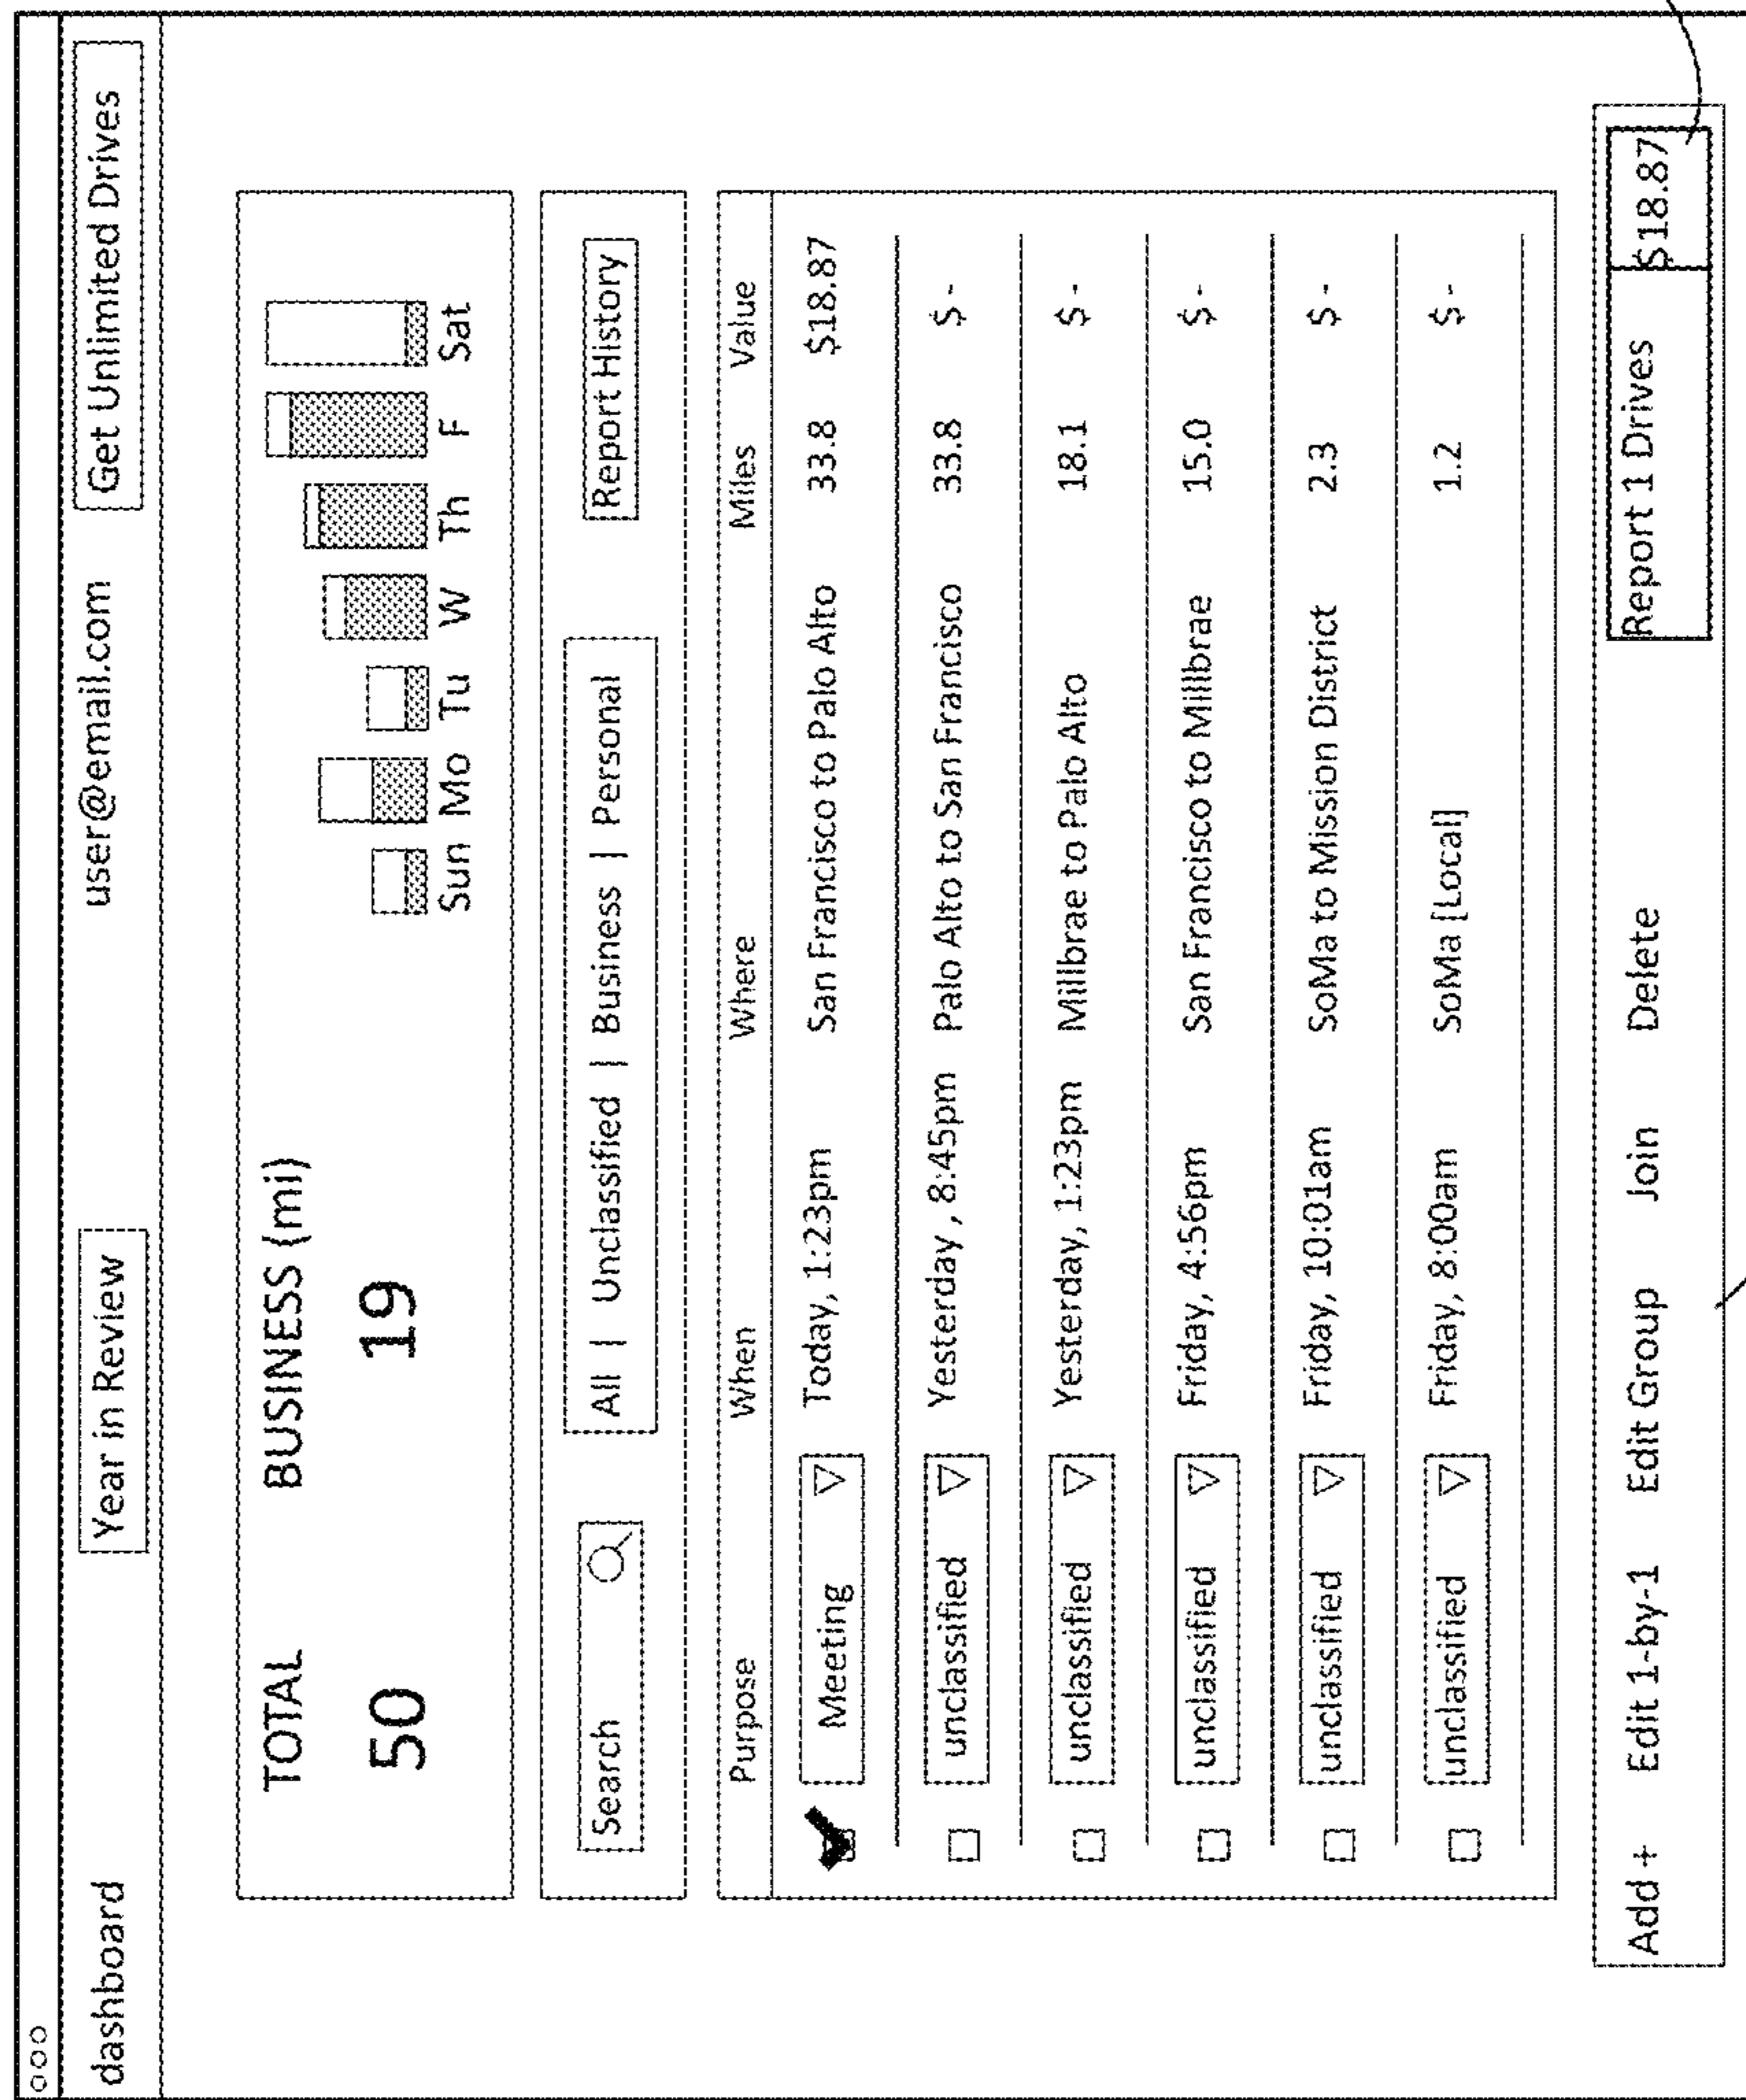 dashboard Year in Review user@email.com Get Unlimited Drives
TOTAL BUSINESS (mi)
50 19
Sun Mo Tu W Th F Sat
Search All | Unclassified | Business | Personal Report History
Purpose When Where Miles Value
Meeting Today, 1:23pm San Francisco to Palo Alto 33.8 $18.87
unclassified Yesterday , 8:45pm Palo Alto to San Francisco 33.8 $ -
unclassified Yesterday, 1:23pm Millbrae to Palo Alto 18.1 $ -
unclassified Friday, 4:56pm San Francisco to Millbrae 15.0 $ -
unclassified Friday, 10:01am SoMa to Mission District 2.3 $ -
unclassified Friday, 8:00am SoMa [Local] 1.2 $ -
Add + Edit 1-by-1 Edit Group Join Delete Report 1 Drives $18.87